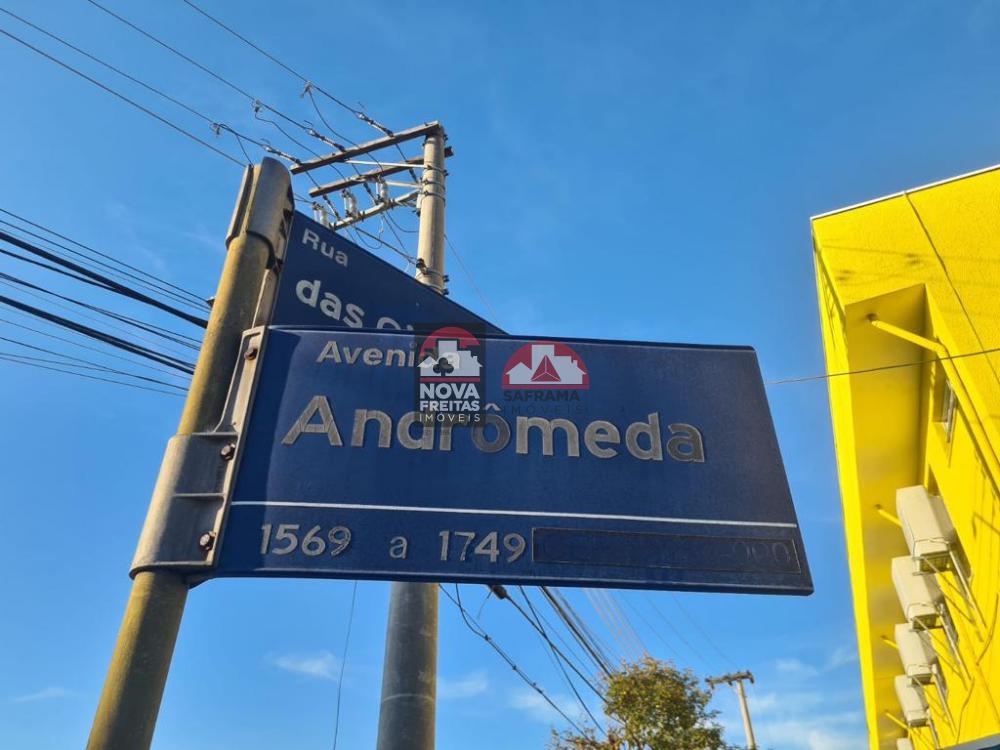 Rua
das
Avenida
Andrômeda
1569 a 1749
NOVA
FREITAS
IMÓVEIS
SAFRAMA
IMÓVEIS